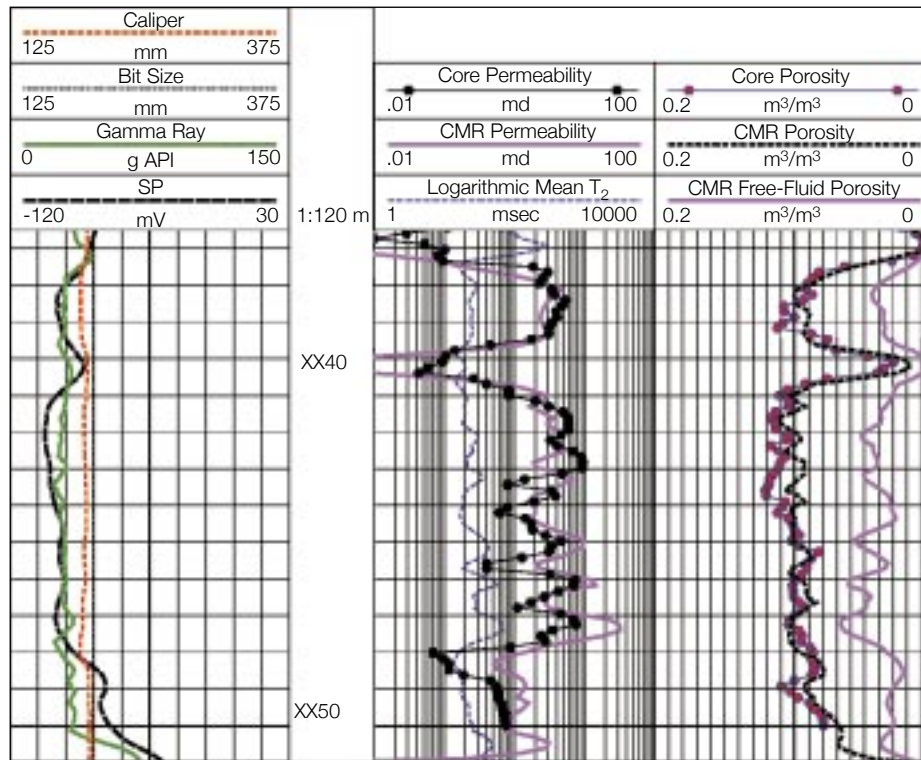 Caliper
125 mm 375
Bit Size
125 mm 375
Gamma Ray
0 g API 150
SP
-120 mV 30
1:120 m
Core Permeability
.01 md 100
CMR Permeability
.01 md 100
Logarithmic Mean T2
1 msec 10000
Core Porosity
0.2 m³/m³ 0
CMR Porosity
0.2 m³/m³ 0
CMR Free-Fluid Porosity
0.2 m³/m³ 0
XX40
XX50